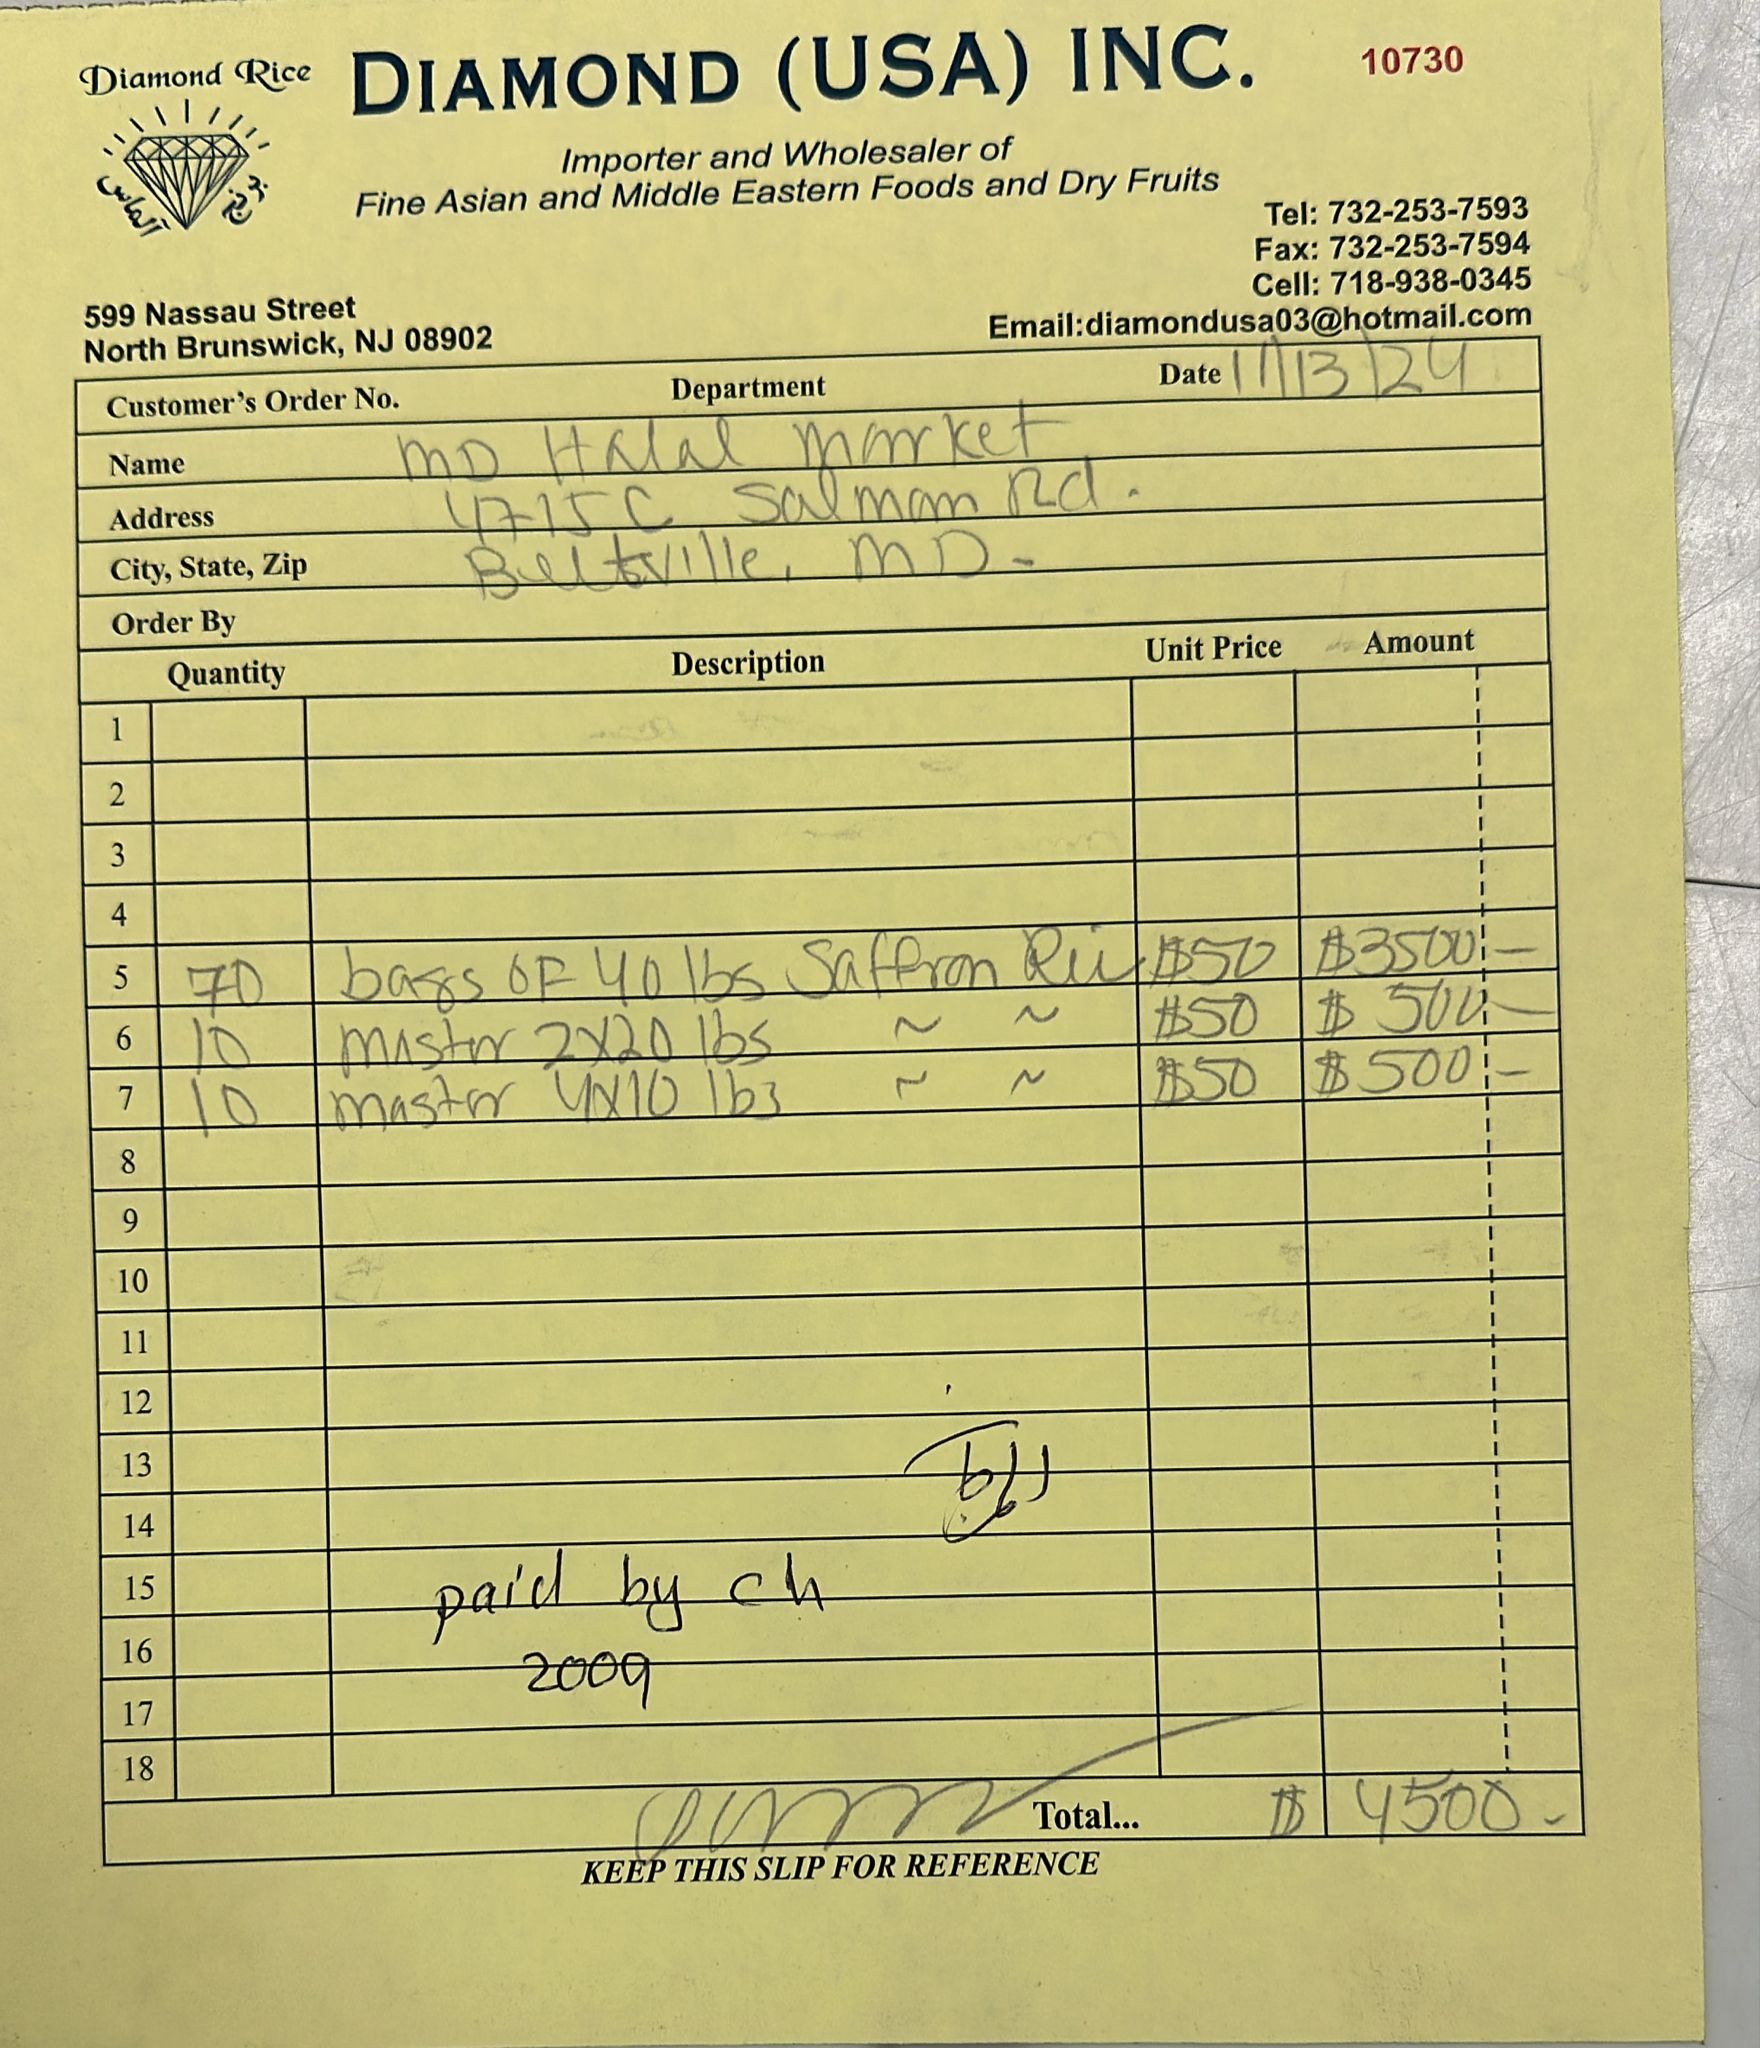 Diamond Rice
DIAMOND (USA) INC.
10730
Importer and Wholesaler of
Fine Asian and Middle Eastern Foods and Dry Fruits
الماس
Tel: 732-253-7593
Fax: 732-253-7594
Cell: 718-938-0345
Email:diamondusa03@hotmail.com
599 Nassau Street
North Brunswick, NJ 08902
Customer's Order No. Department Date 11/13/24
Name MD Halal Market
Address 4715 C Salman Rd.
City, State, Zip Beltsville, MD -
Order By
Quantity Description Unit Price Amount
1
2
3
4
5 70 bags OF 40 lbs Saffron Rii $50 $3500 -
6 10 master 2X20 lbs ~ ~ $50 $ 500 -
7 10 master 4X10 lbs ~ ~ $50 $ 500 -
8
9
10
11
12
13
14
15 paid by ch
16 2009
17
18
Total... $ 4500 -
KEEP THIS SLIP FOR REFERENCE